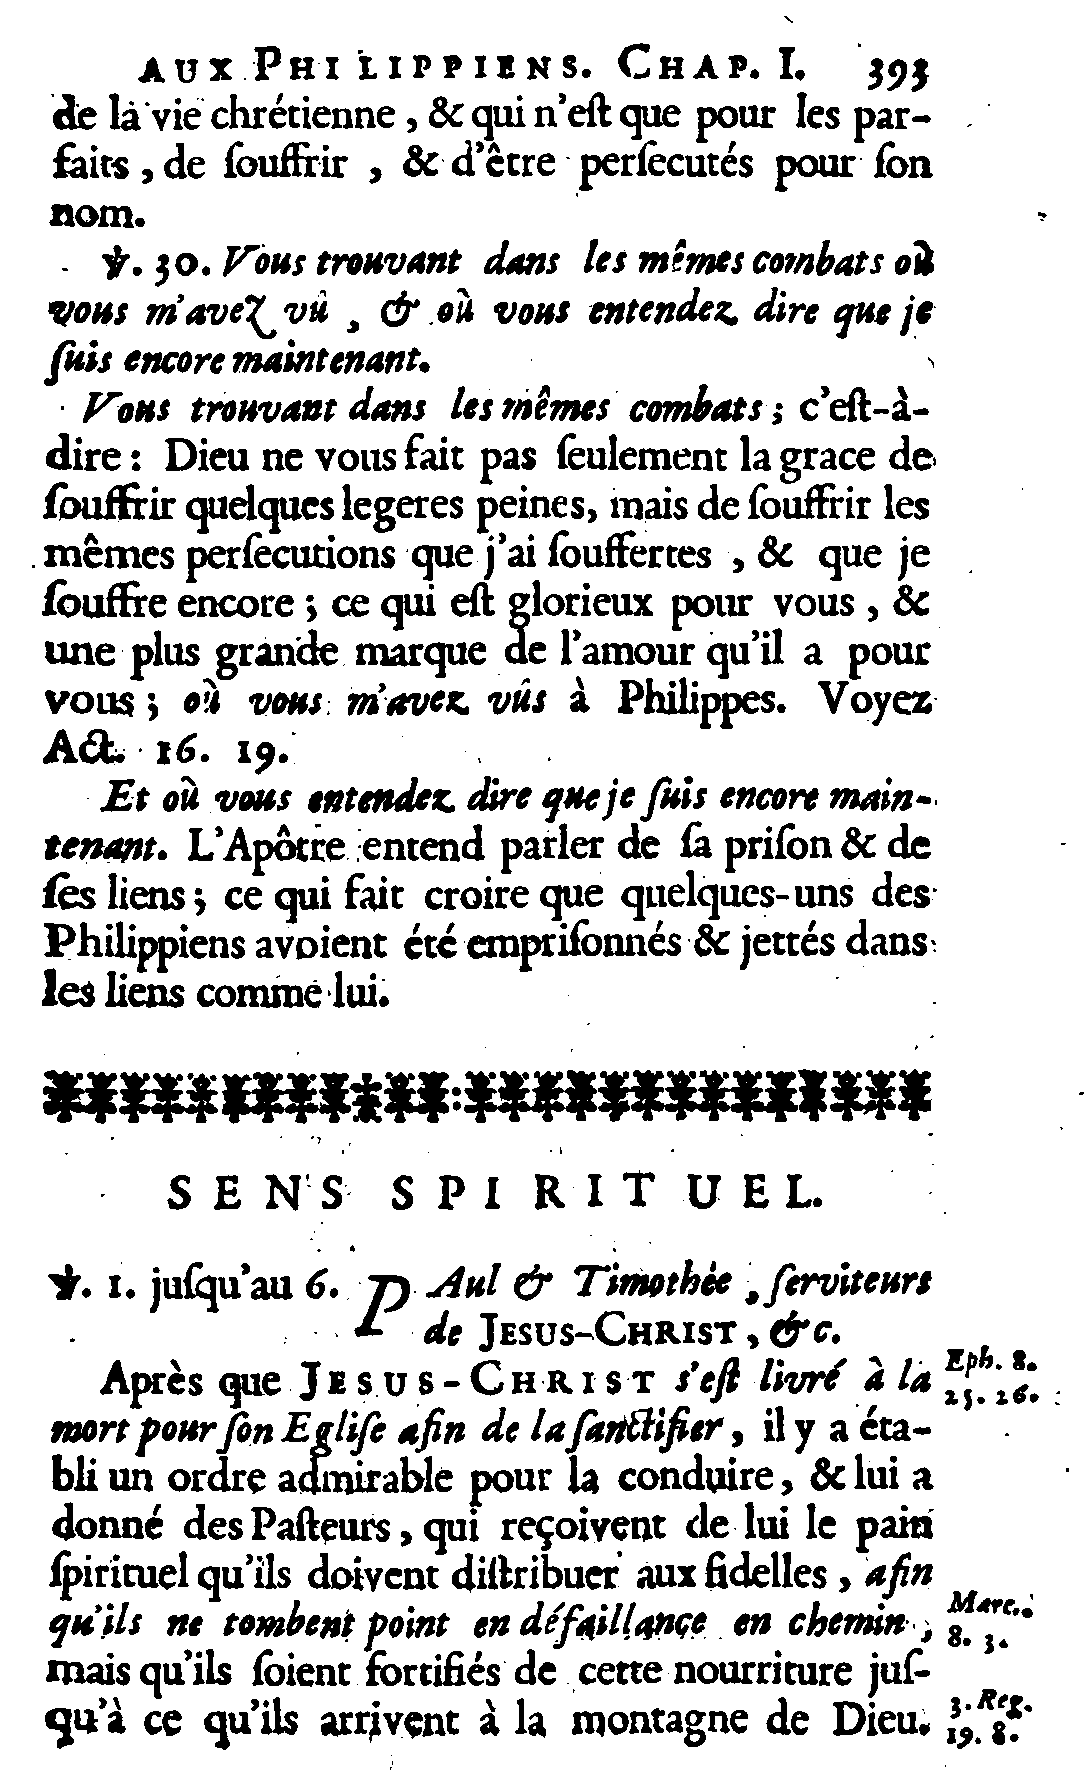 AUX PHILIPPIENS. CHAP. I. 393
de la vie chrétienne, & qui n'eſt que pour les par-
faits, de ſouffrir, & d'être perſecutés pour ſon
nom.
℣. 30. Vous trouvant dans les mêmes combats où
vous m'avez vû, & où vous entendez dire que je
ſuis encore maintenant.
Vous trouvant dans les mêmes combats; c'eſt-à-
dire: Dieu ne vous fait pas ſeulement la grace de
ſouffrir quelques legeres peines, mais de ſouffrir les
mêmes perſecutions que j'ai ſouffertes, & que je
ſouffre encore; ce qui eſt glorieux pour vous, &
une plus grande marque de l'amour qu'il a pour
vous; où vous m'avez vûs à Philippes. Voyez
Act. 16. 19.
Et où vous entendez dire que je ſuis encore main-
tenant. L'Apôtre entend parler de ſa priſon & de
ſes liens; ce qui fait croire que quelques-uns des
Philippiens avoient été empriſonnés & jettés dans
les liens comme lui.
SENS SPIRITUEL.
℣. 1. juſqu'au 6. PAul & Timothée, ſerviteurs
de JESUS-CHRIST, &c.
Après que JESUS-CHRIST s'eſt livré à la
Eph. 8.
25. 26.
mort pour ſon Egliſe afin de la ſanctifier, il y a éta-
bli un ordre admirable pour la conduire, & lui a
donné des Paſteurs, qui reçoivent de lui le pain
ſpirituel qu'ils doivent diſtribuer aux fidelles, afin
qu'ils ne tombent point en défaillance en chemin,
Marc.
8. 3.
mais qu'ils ſoient fortifiés de cette nourriture juſ-
qu'à ce qu'ils arrivent à la montagne de Dieu.
3. Reg.
19. 8.